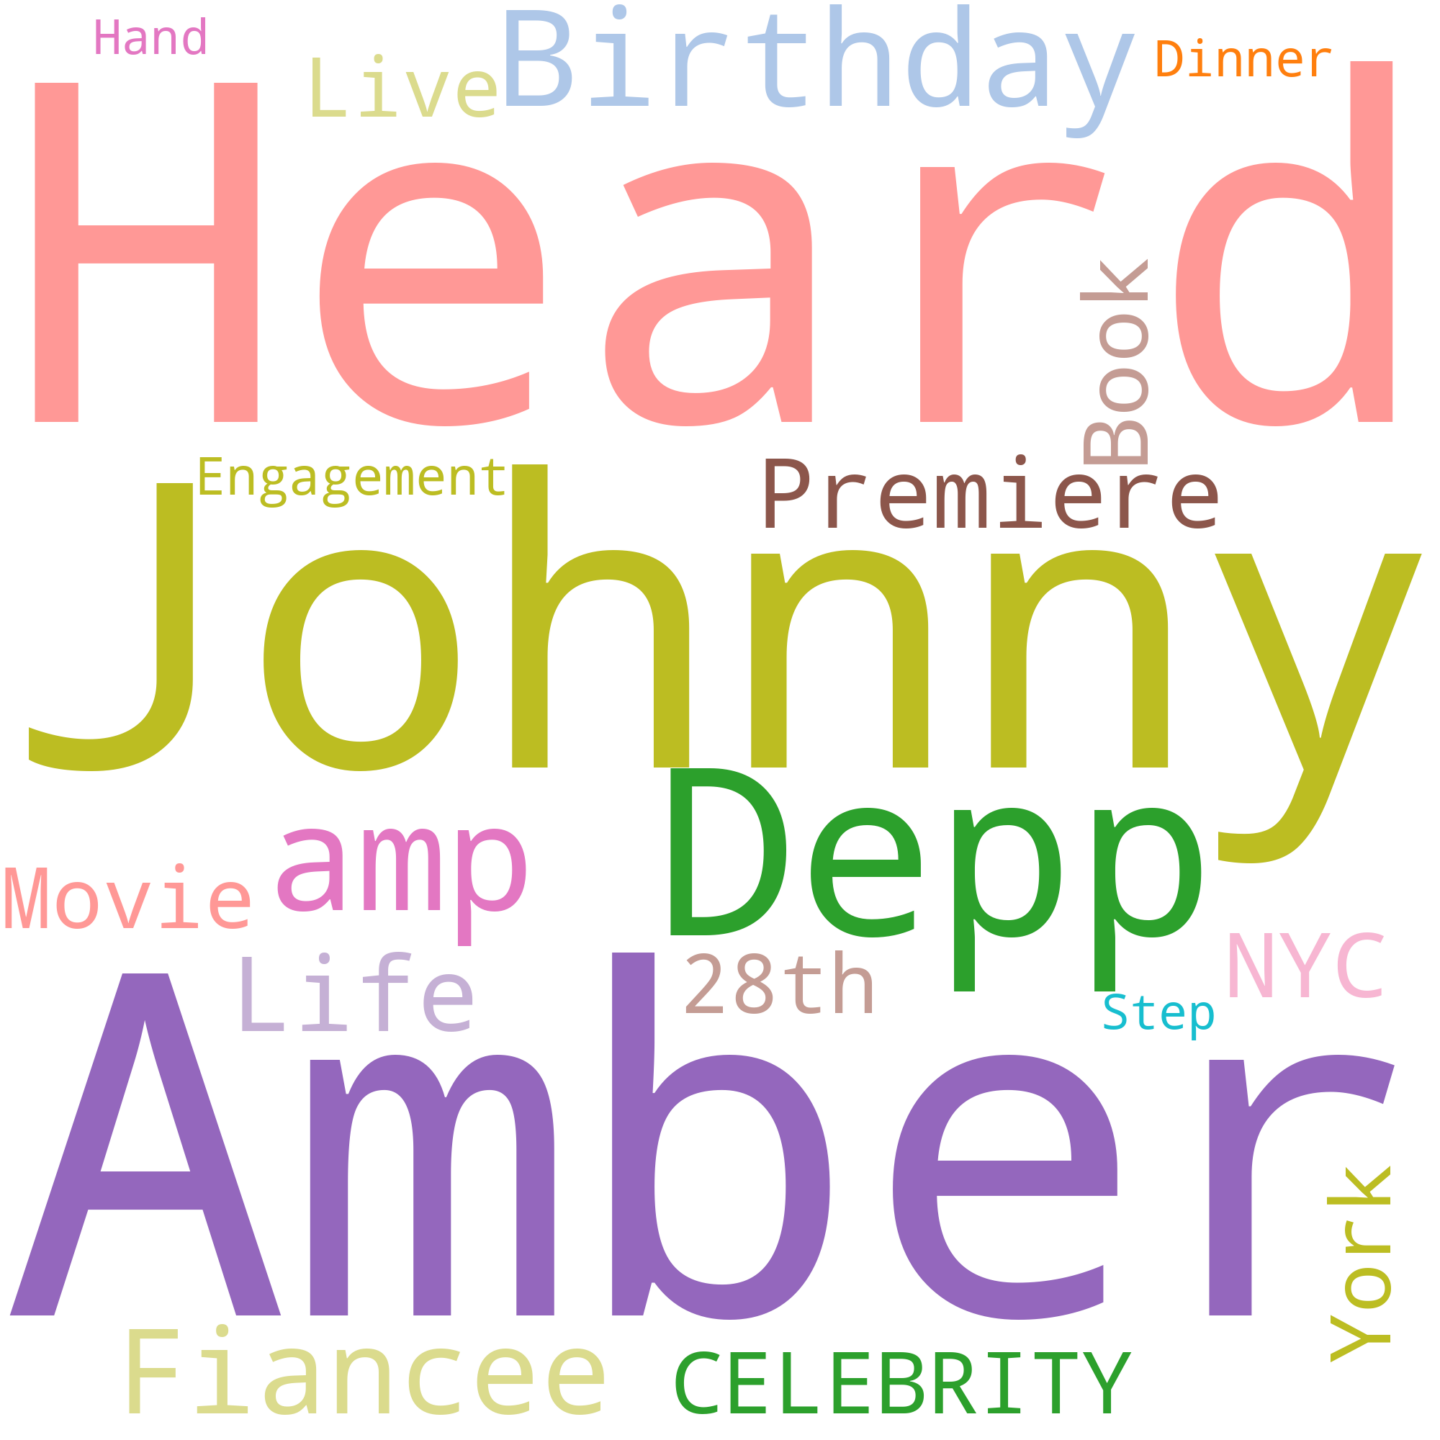 Hand
Live
Birthday
Dinner
Heard
Book
Engagement
Premiere
Johnny
Depp
amp
Movie
Life
28th
NYC
Step
Amber
York
Fiancee
CELEBRITY